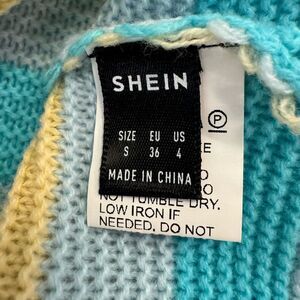 SHEIN
SIZE EU US
S 36 4
MADE IN CHINA
P
NOT TUMBLE DRY.
LOW IRON IF
NEEDED, DO NOT